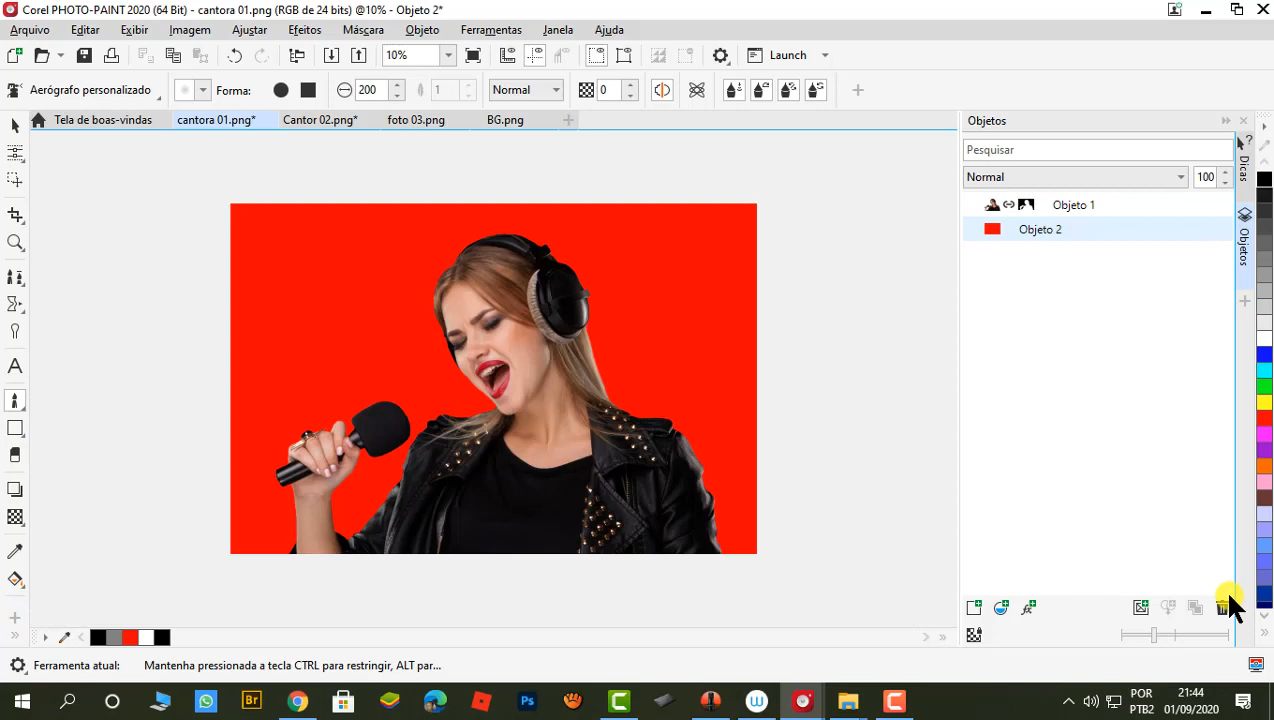 Corel PHOTO-PAINT 2020 (64 Bit) - cantora 01.png (RGB de 24 bits) @10% - Objeto 2*
Arquivo Editar Exibir Imagem Ajustar Efeitos Máscara Objeto Ferramentas Janela Ajuda
10% Launch
Aerógrafo personalizado Forma: 200 1 Normal 0
Tela de boas-vindas cantora 01.png* Cantor 02.png* foto 03.png BG.png
Objetos
Pesquisar
Normal 100
Objeto 1
Objeto 2
Dicas
Objetos
Ferramenta atual: Mantenha pressionada a tecla CTRL para restringir, ALT par...
POR
PTB2
21:44
01/09/2020